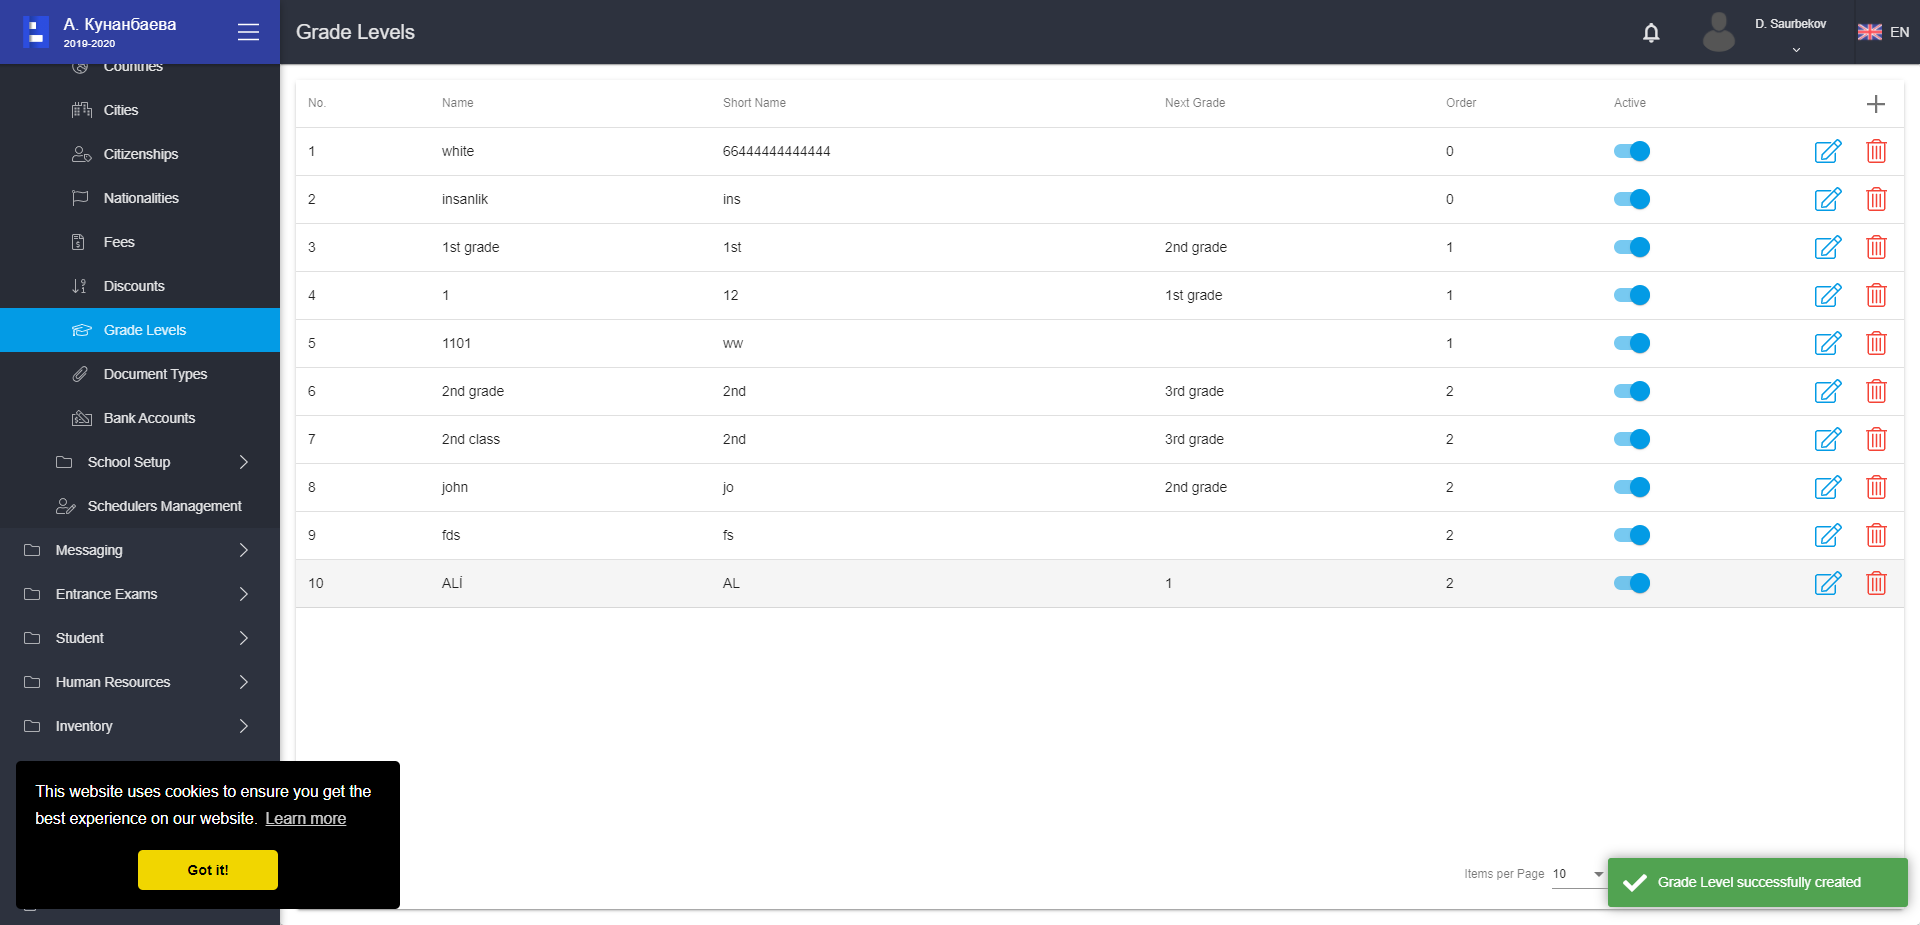 А. Кунанбаева
2019-2020
Grade Levels
D. Saurbekov
EN
Countries
Cities
Citizenships
Nationalities
Fees
Discounts
Grade Levels
Document Types
Bank Accounts
School Setup
Schedulers Management
Messaging
Entrance Exams
Student
Human Resources
Inventory
No. Name Short Name Next Grade Order Active
1 white 66444444444444 0
2 insanlik ins 0
3 1st grade 1st 2nd grade 1
4 1 12 1st grade 1
5 1101 ww 1
6 2nd grade 2nd 3rd grade 2
7 2nd class 2nd 3rd grade 2
8 john jo 2nd grade 2
9 fds fs 2
10 ALİ AL 1 2
Items per Page 10
This website uses cookies to ensure you get the
best experience on our website. Learn more
Got it!
Grade Level successfully created